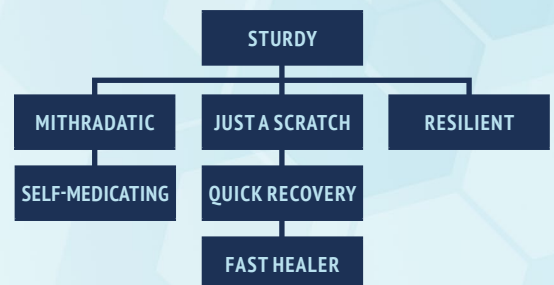 STURDY
MITHRADATIC
JUST A SCRATCH
RESILIENT
SELF-MEDICATING
QUICK RECOVERY
FAST HEALER